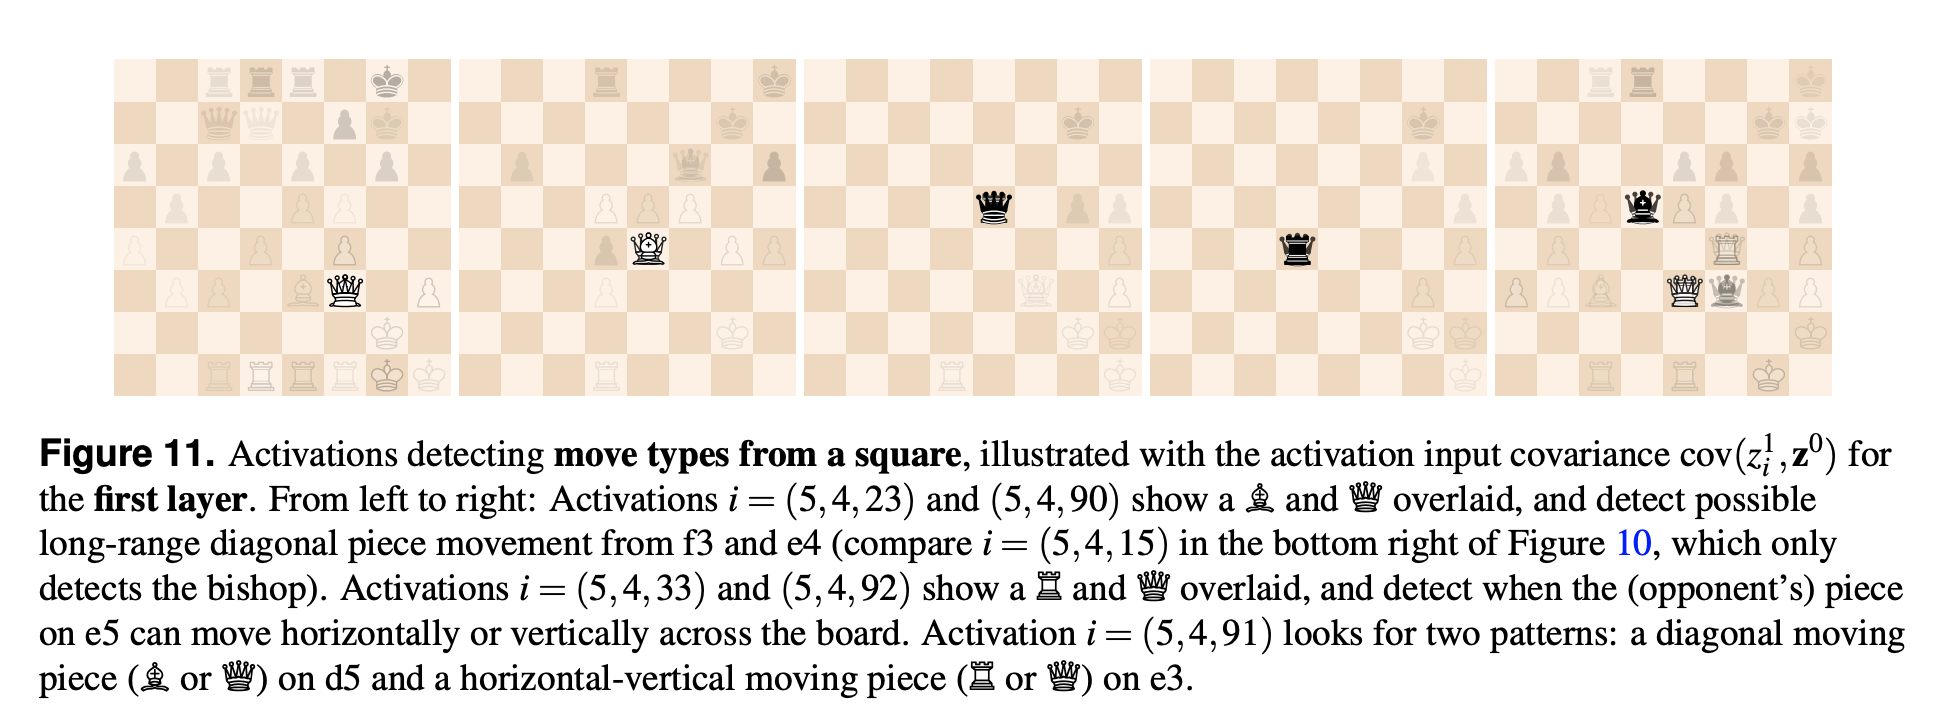 Figure 11. Activations detecting move types from a square, illustrated with the activation input covariance cov(z_i^1, z^0) for
the first layer. From left to right: Activations i = (5,4,23) and (5,4,90) show a ♗ and ♕ overlaid, and detect possible
long-range diagonal piece movement from f3 and e4 (compare i = (5,4,15) in the bottom right of Figure 10, which only
detects the bishop). Activations i = (5,4,33) and (5,4,92) show a ♖ and ♕ overlaid, and detect when the (opponent's) piece
on e5 can move horizontally or vertically across the board. Activation i = (5,4,91) looks for two patterns: a diagonal moving
piece (♗ or ♕) on d5 and a horizontal-vertical moving piece (♖ or ♕) on e3.